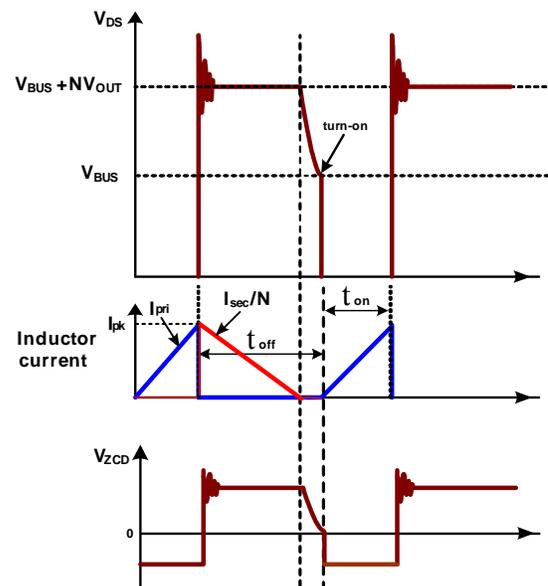 VDS
VBUS +NVOUT
turn-on
VBUS
Ipk
Ipri
Isec/N
ton
Inductor
current
toff
VZCD
0